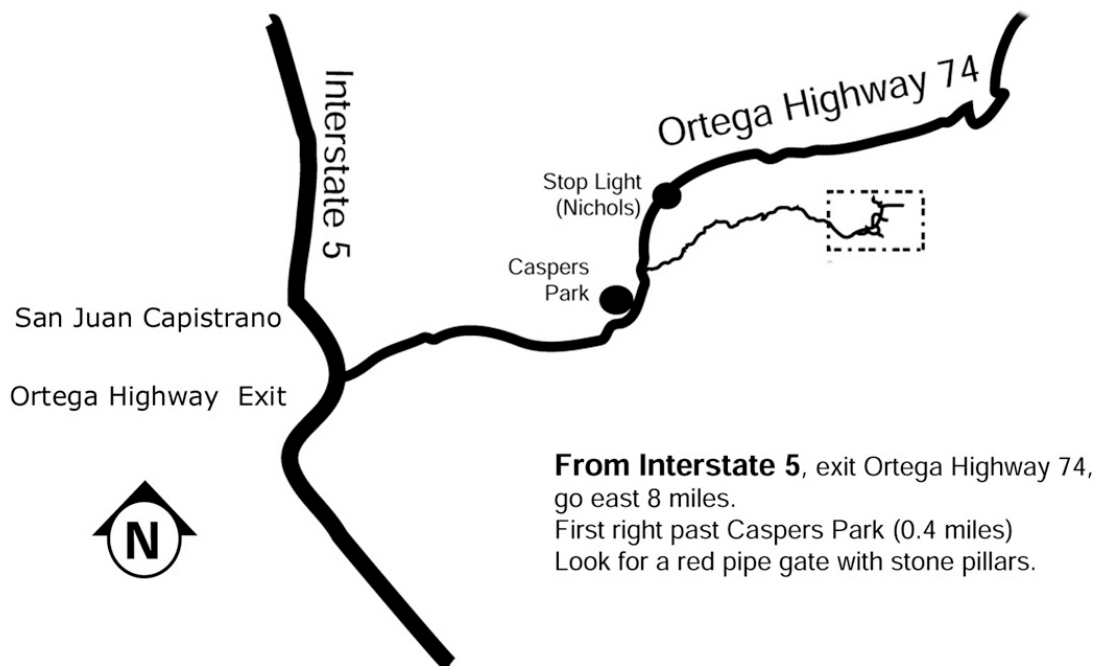 Interstate 5
Ortega Highway 74
Stop Light
(Nichols)
Caspers
Park
San Juan Capistrano
Ortega Highway  Exit
N
From Interstate 5, exit Ortega Highway 74,
go east 8 miles.
First right past Caspers Park (0.4 miles)
Look for a red pipe gate with stone pillars.